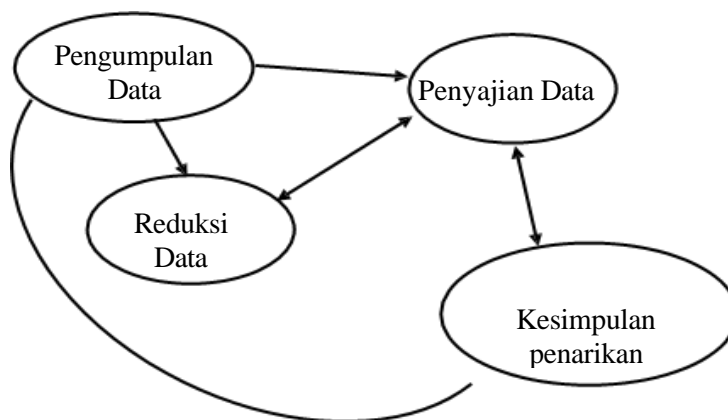 Pengumpulan
Data
Penyajian Data
Reduksi
Data
Kesimpulan
penarikan